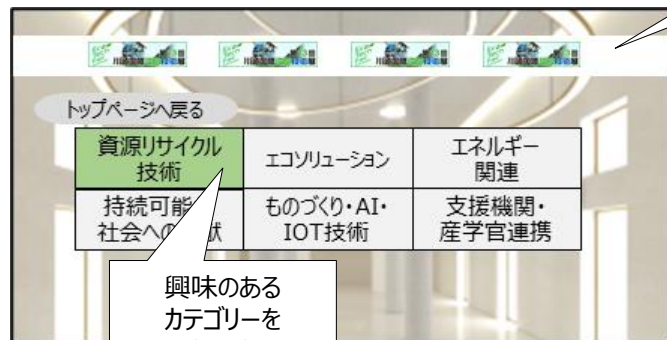 トップページへ戻る
資源リサイクル
技術
エコソリューション
エネルギー
関連
持続可能
社会への
ものづくり・AI・
IOT技術
支援機関・
産学官連携
興味のある
カテゴリーを